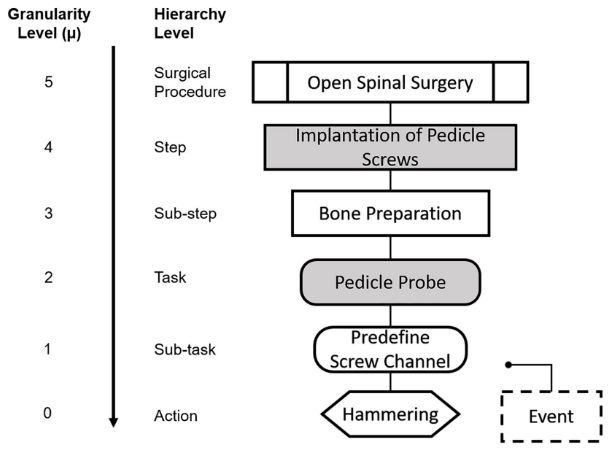 Granularity
Level (μ)
Hierarchy
Level
5
Surgical
Procedure
Open Spinal Surgery
4
Step
Implantation of Pedicle
Screws
3
Sub-step
Bone Preparation
2
Task
Pedicle Probe
1
Sub-task
Predefine
Screw Channel
0
Action
Hammering
Event